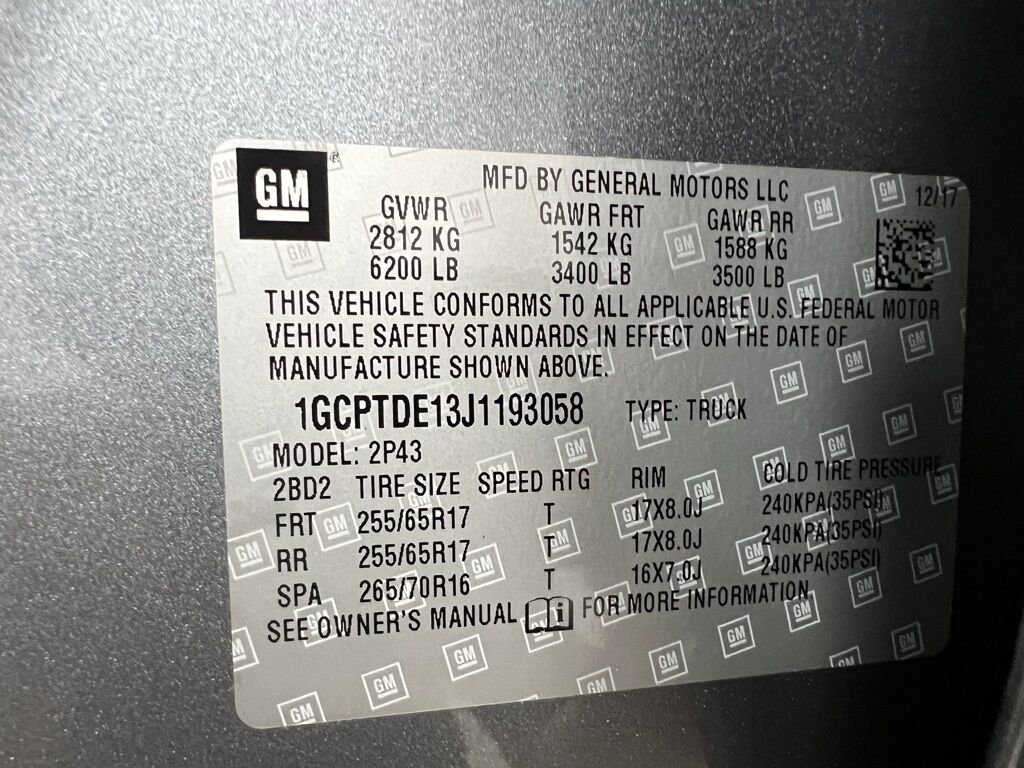 GM
MFD BY GENERAL MOTORS LLC
12/17
GVWR GAWR FRT GAWR RR
2812 KG 1542 KG 1588 KG
6200 LB 3400 LB 3500 LB
THIS VEHICLE CONFORMS TO ALL APPLICABLE U.S. FEDERAL MOTOR
VEHICLE SAFETY STANDARDS IN EFFECT ON THE DATE OF
MANUFACTURE SHOWN ABOVE.
1GCPTDE13J1193058 TYPE: TRUCK
MODEL: 2P43
2BD2 TIRE SIZE SPEED RTG RIM COLD TIRE PRESSURE
FRT 255/65R17 T 17X8.0J 240KPA(35PSI)
RR 255/65R17 T 17X8.0J 240KPA(35PSI)
SPA 265/70R16 T 16X7.0J 240KPA(35PSI)
SEE OWNER'S MANUAL i FOR MORE INFORMATION